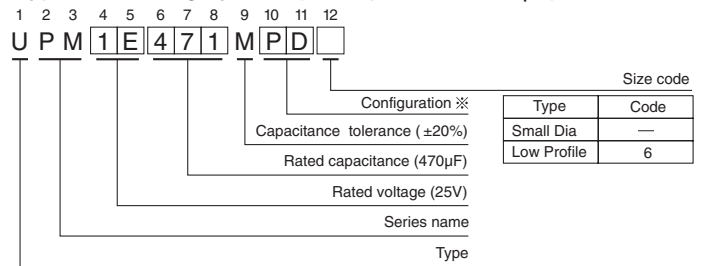 1 2 3 4 5 6 7 8 9 10 11 12
U P M 1 E 4 7 1 M P D
Size code
Configuration ※
Type Code
Capacitance tolerance (±20%)
Small Dia —
Rated capacitance (470µF)
Low Profile 6
Rated voltage (25V)
Series name
Type